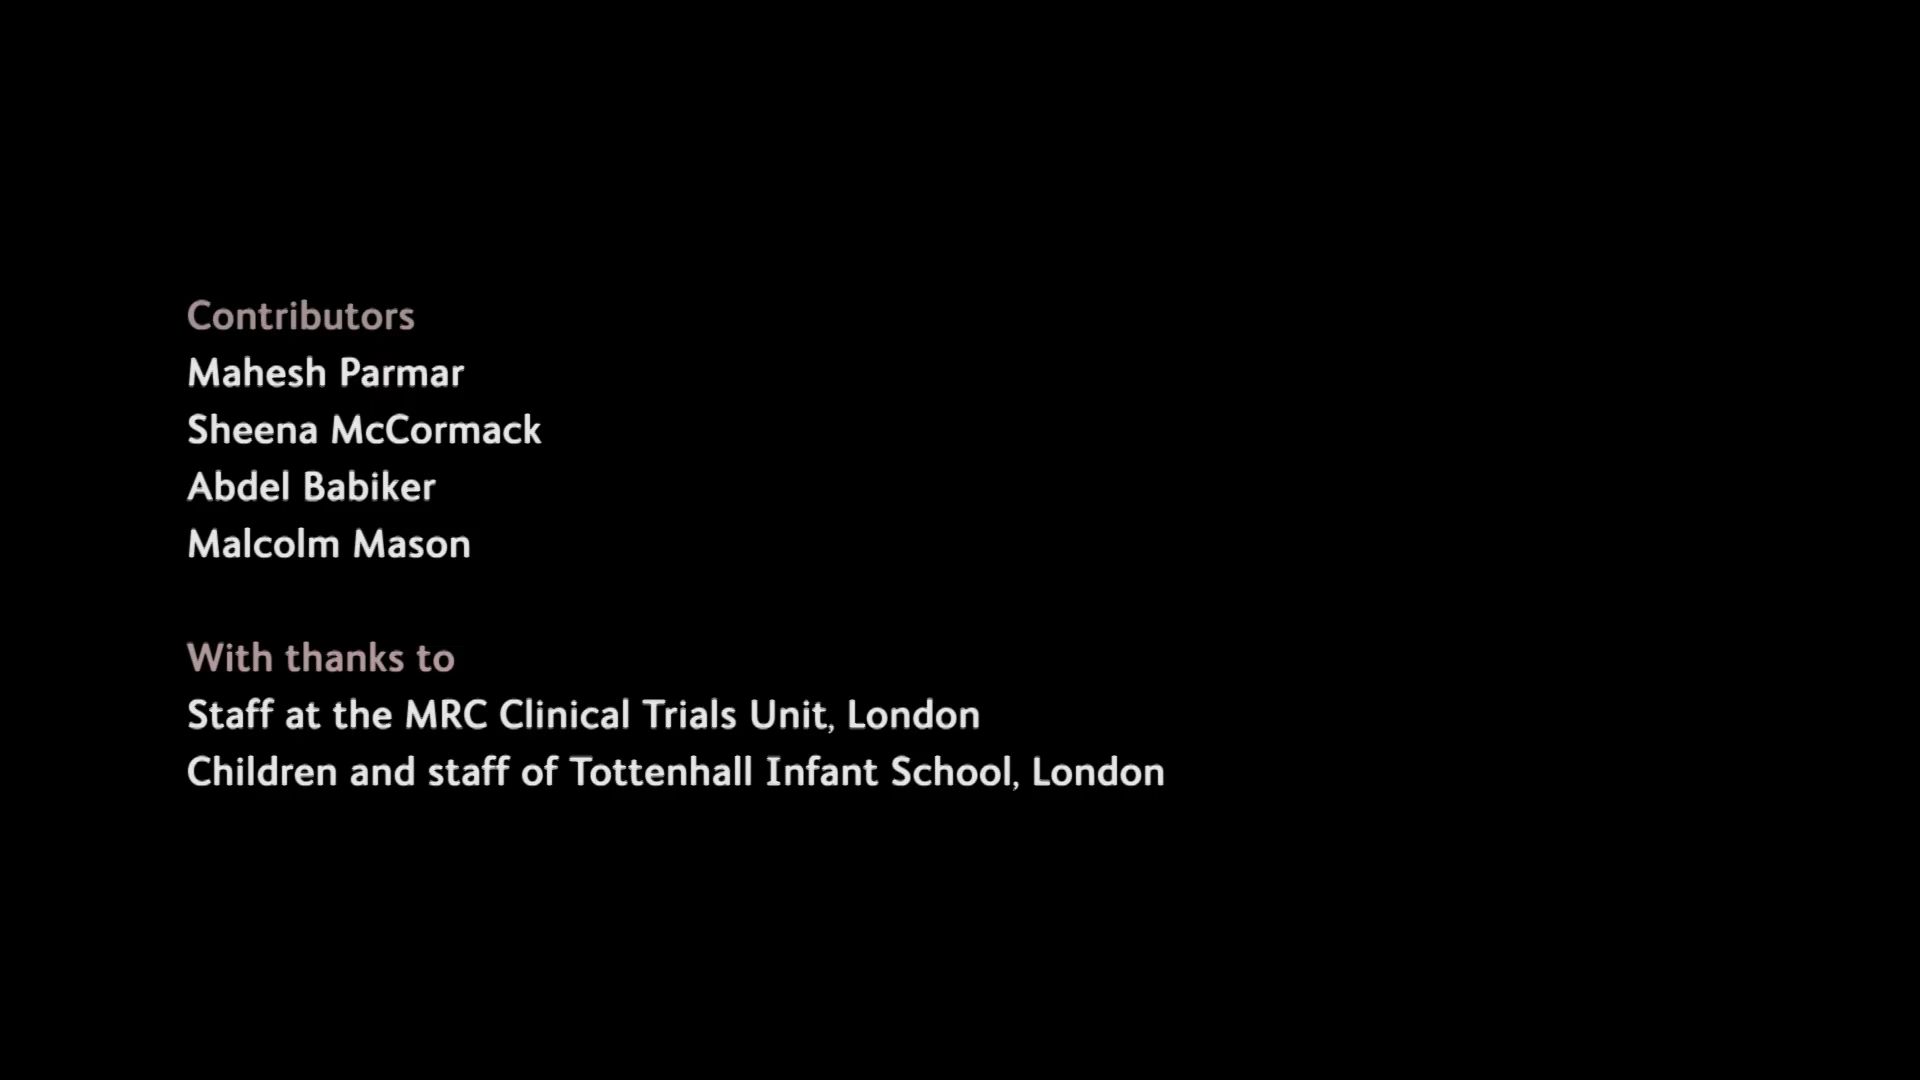 Contributors
Mahesh Parmar
Sheena McCormack
Abdel Babiker
Malcolm Mason
With thanks to
Staff at the MRC Clinical Trials Unit, London
Children and staff of Tottenhall Infant School, London